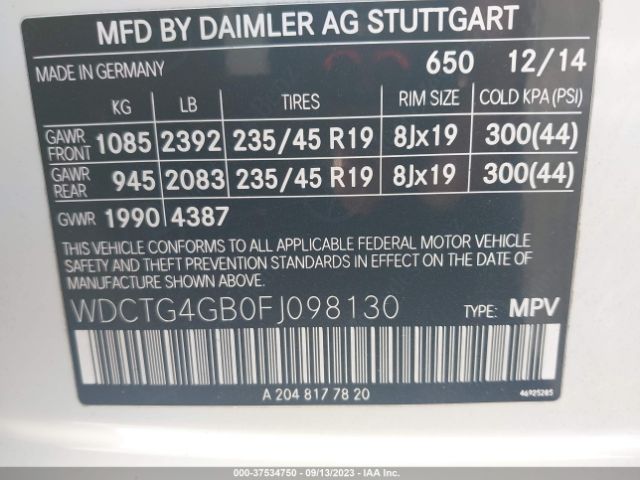 MFD BY DAIMLER AG STUTTGART
MADE IN GERMANY 650 12/14
KG LB TIRES RIM SIZE COLD KPA(PSI)
GAWR FRONT 1085 2392 235/45 R19 8Jx19 300(44)
GAWR REAR 945 2083 235/45 R19 8Jx19 300(44)
GVWR 1990 4387
THIS VEHICLE CONFORMS TO ALL APPLICABLE FEDERAL MOTOR VEHICLE
SAFETY AND THEFT PREVENTION STANDARDS IN EFFECT ON THE DATE OF
MANUFACTURE SHOWN ABOVE.
WDCTG4GB0FJ098130 TYPE: MPV
A 204 817 78 20
46925285
© - 37534750 - 09/13/2023 - IAA Inc.